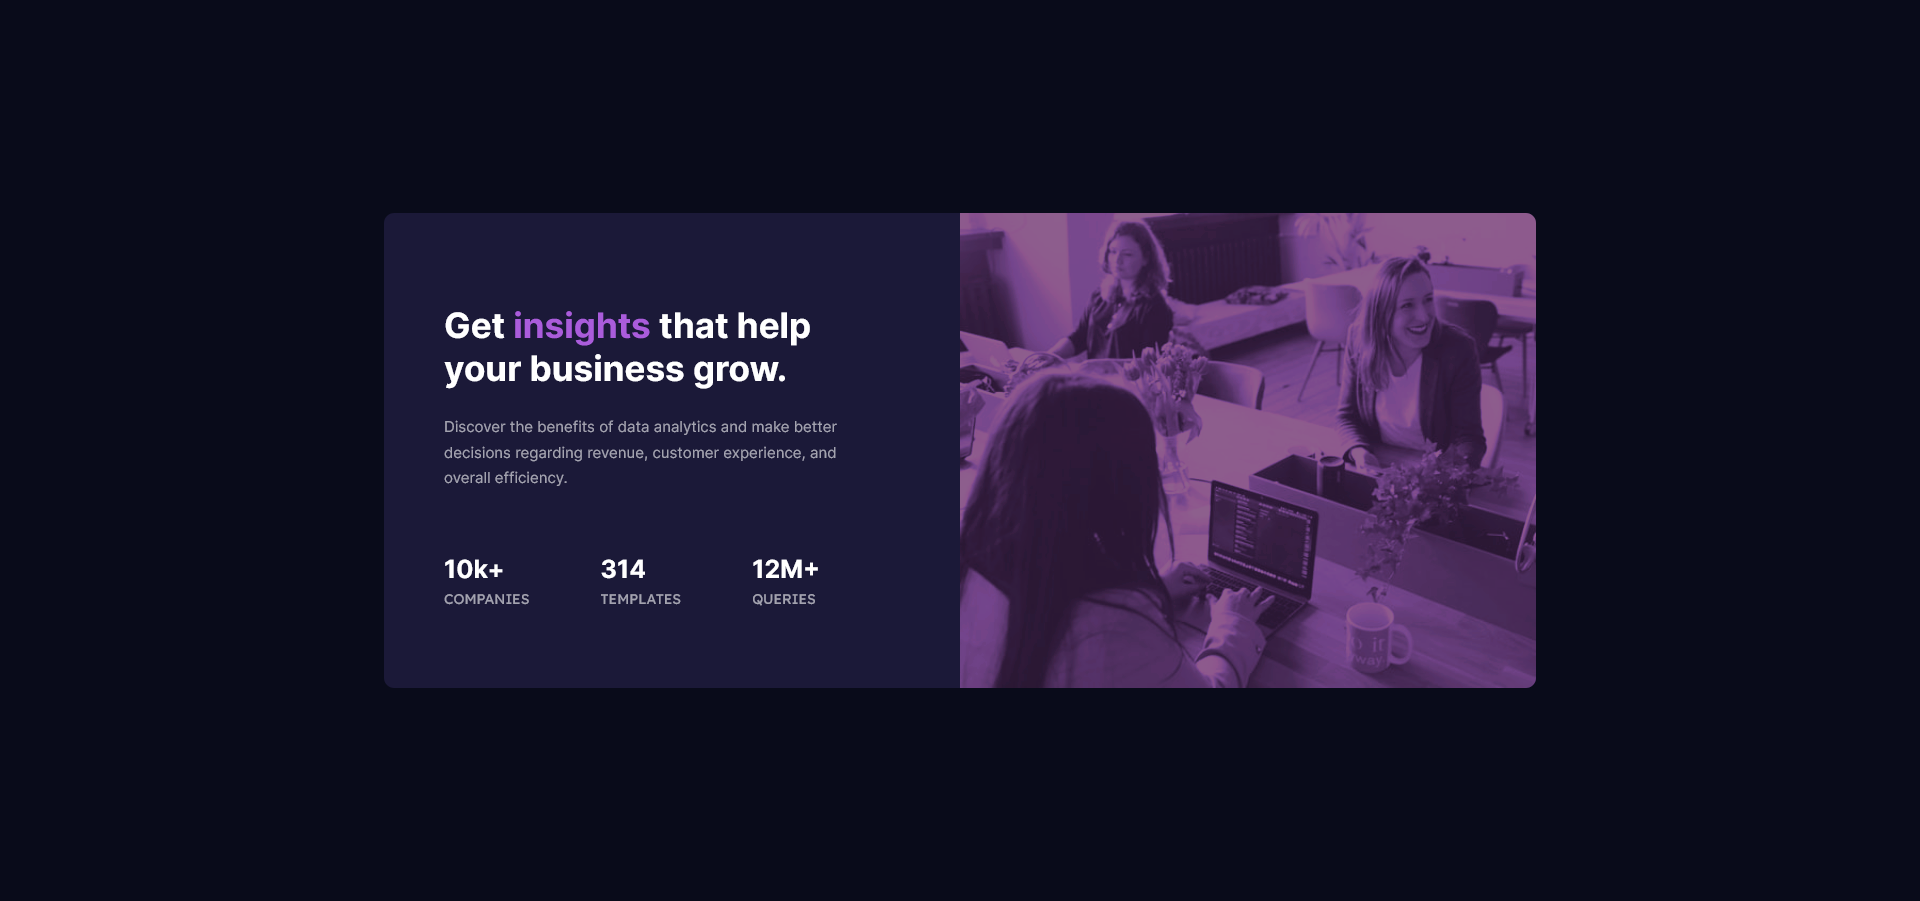 Get insights that help
your business grow.
Discover the benefits of data analytics and make better
decisions regarding revenue, customer experience, and
overall efficiency.
10k+ 314 12M+
COMPANIES TEMPLATES QUERIES